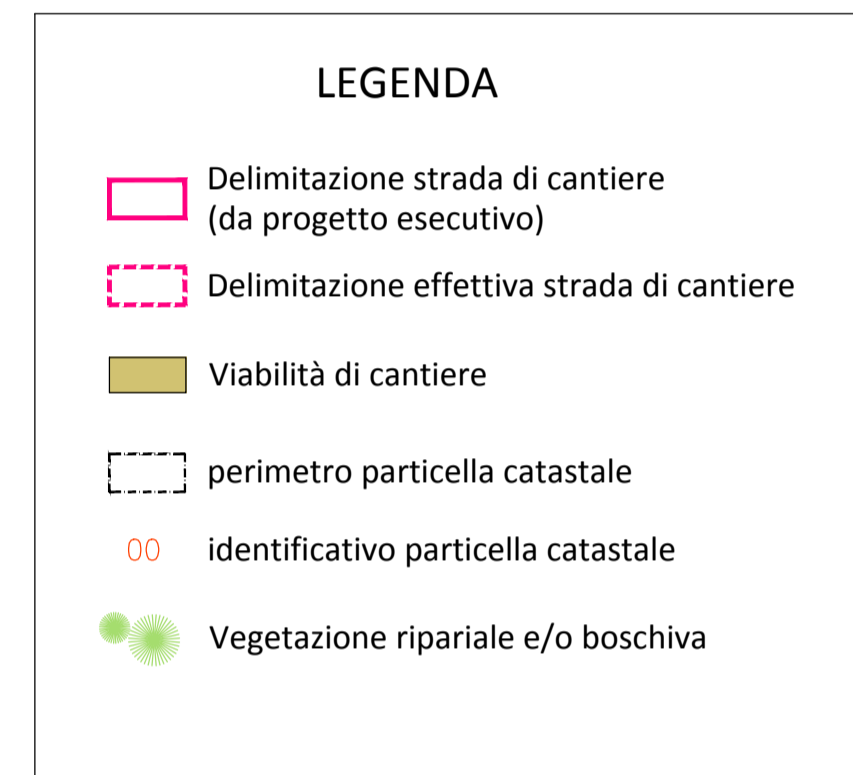 LEGENDA
Delimitazione strada di cantiere
(da progetto esecutivo)
Delimitazione effettiva strada di cantiere
Viabilità di cantiere
perimetro particella catastale
00 identificativo particella catastale
Vegetazione ripariale e/o boschiva